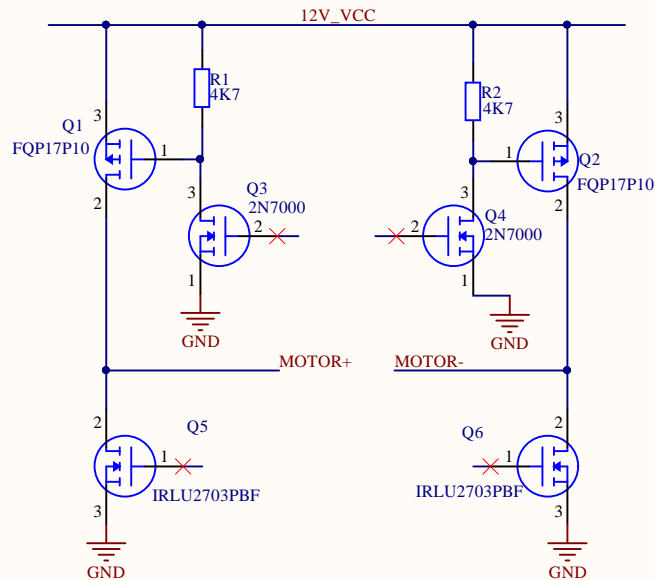 12V_VCC
R1
4K7
R2
4K7
3
Q1
FQP17P10
1
2
3
Q3
2N7000
2
1
GND
3
1
Q2
FQP17P10
2
3
Q4
2N7000
2
1
GND
MOTOR+
MOTOR-
2
Q5
1
IRLU2703PBF
3
GND
2
Q6
1
IRLU2703PBF
3
GND